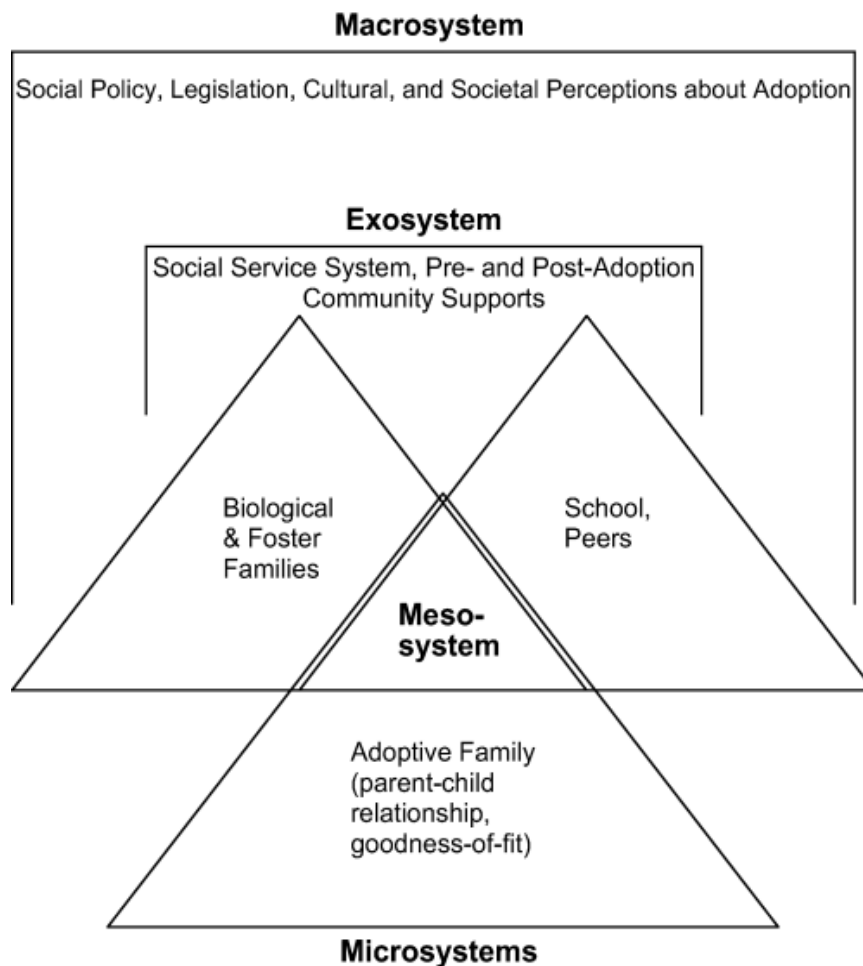 Macrosystem
Social Policy, Legislation, Cultural, and Societal Perceptions about Adoption
Exosystem
Social Service System, Pre- and Post-Adoption
Community Supports
Biological
& Foster
Families
School,
Peers
Meso-
system
Adoptive Family
(parent-child
relationship,
goodness-of-fit)
Microsystems